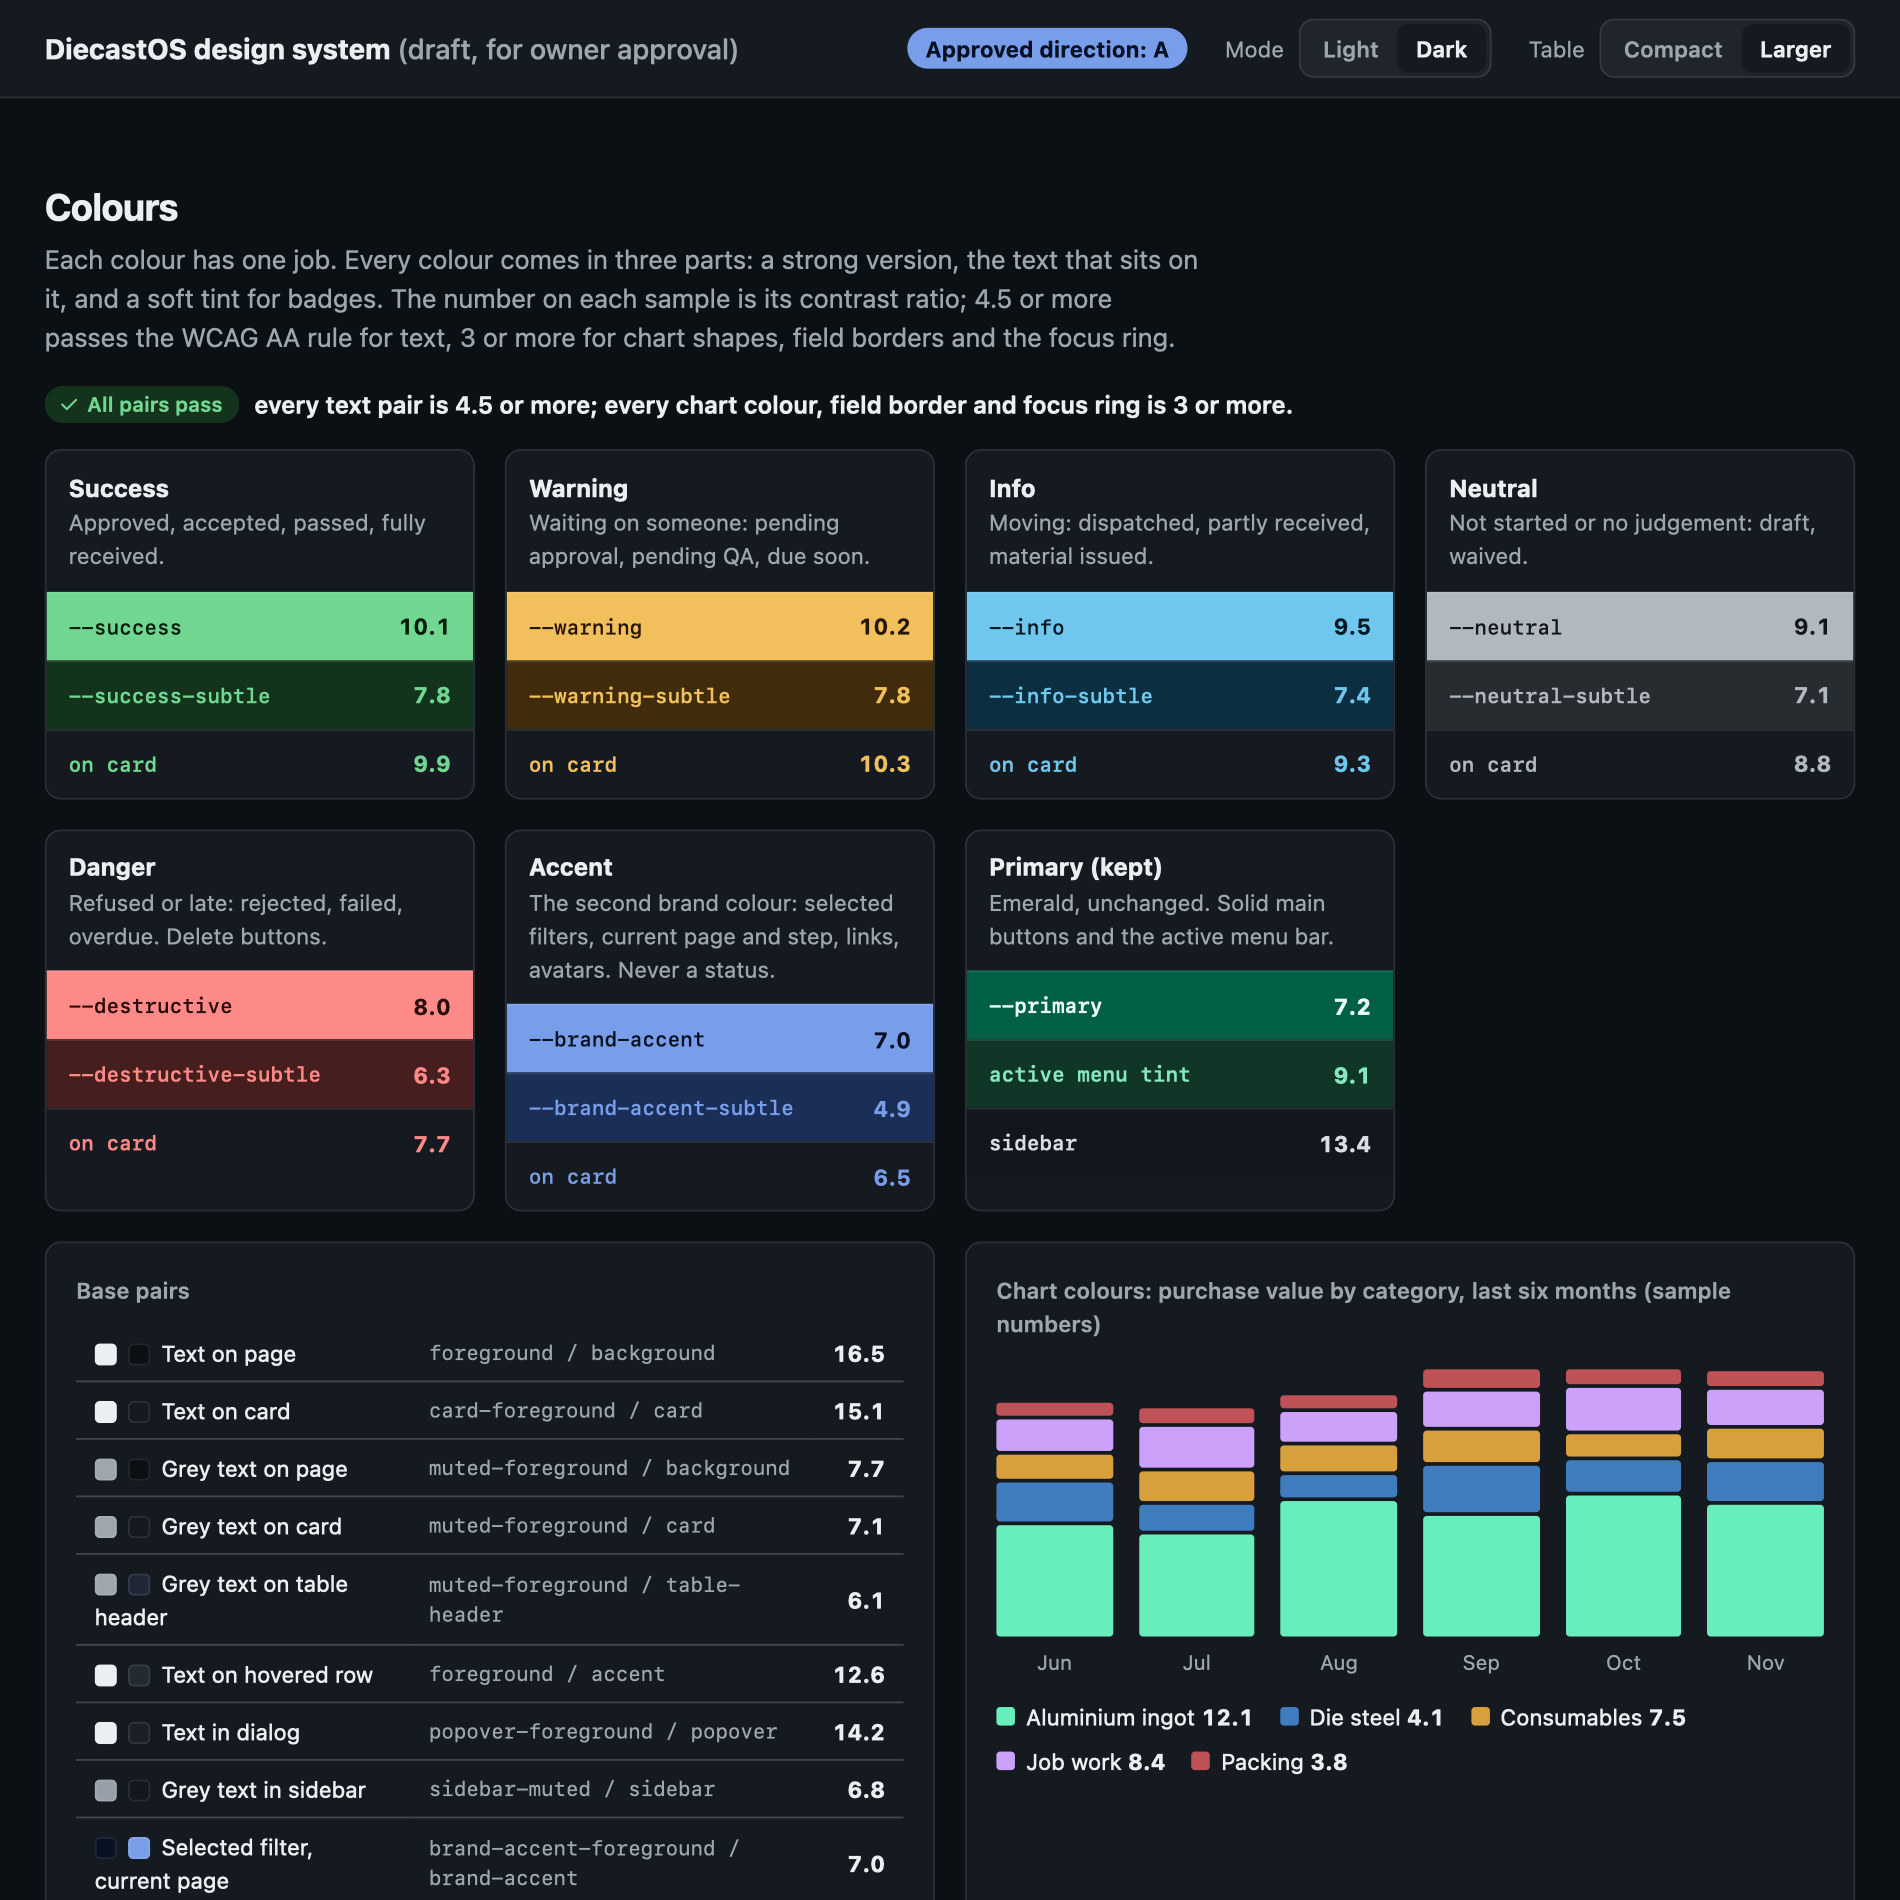 DiecastOS design system (draft, for owner approval)
Approved direction: A
Mode
Light
Dark
Table
Compact
Larger
Colours
Each colour has one job. Every colour comes in three parts: a strong version, the text that sits on
it, and a soft tint for badges. The number on each sample is its contrast ratio; 4.5 or more
passes the WCAG AA rule for text, 3 or more for chart shapes, field borders and the focus ring.
All pairs pass
every text pair is 4.5 or more; every chart colour, field border and focus ring is 3 or more.
Success
Approved, accepted, passed, fully
received.
--success 10.1
--success-subtle 7.8
on card 9.9
Warning
Waiting on someone: pending
approval, pending QA, due soon.
--warning 10.2
--warning-subtle 7.8
on card 10.3
Info
Moving: dispatched, partly received,
material issued.
--info 9.5
--info-subtle 7.4
on card 9.3
Neutral
Not started or no judgement: draft,
waived.
--neutral 9.1
--neutral-subtle 7.1
on card 8.8
Danger
Refused or late: rejected, failed,
overdue. Delete buttons.
--destructive 8.0
--destructive-subtle 6.3
on card 7.7
Accent
The second brand colour: selected
filters, current page and step, links,
avatars. Never a status.
--brand-accent 7.0
--brand-accent-subtle 4.9
on card 6.5
Primary (kept)
Emerald, unchanged. Solid main
buttons and the active menu bar.
--primary 7.2
active menu tint 9.1
sidebar 13.4
Base pairs
Text on page foreground / background 16.5
Text on card card-foreground / card 15.1
Grey text on page muted-foreground / background 7.7
Grey text on card muted-foreground / card 7.1
Grey text on table
header
muted-foreground / table-
header
6.1
Text on hovered row foreground / accent 12.6
Text in dialog popover-foreground / popover 14.2
Grey text in sidebar sidebar-muted / sidebar 6.8
Selected filter,
current page
brand-accent-foreground /
brand-accent
7.0
Chart colours: purchase value by category, last six months (sample
numbers)
Jun Jul Aug Sep Oct Nov
Aluminium ingot 12.1 Die steel 4.1 Consumables 7.5
Job work 8.4 Packing 3.8